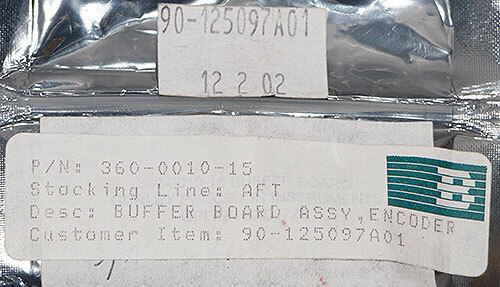 90-125097A01
12 2 02
P/N: 360-0010-15
Stocking Line: AFT
Desc: BUFFER BOARD ASSY,ENCODER
Customer Item: 90-125097A01